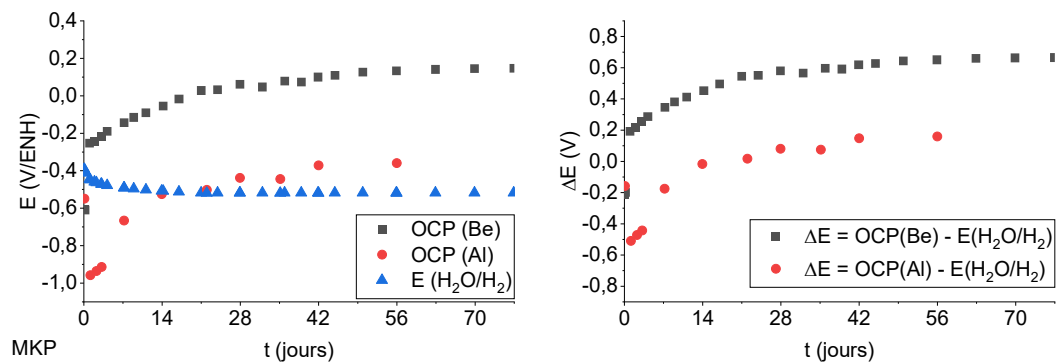 0,4
0,2
0,0
-0,2
-0,4
-0,6
-0,8
-1,0
E (V/ENH)
OCP (Be)
OCP (Al)
E (H₂O/H₂)
0 14 28 42 56 70
t (jours)
MKP
0,8
0,6
0,4
0,2
0,0
-0,2
-0,4
-0,6
-0,8
ΔE (V)
ΔE = OCP(Be) - E(H₂O/H₂)
ΔE = OCP(Al) - E(H₂O/H₂)
0 14 28 42 56 70
t (jours)